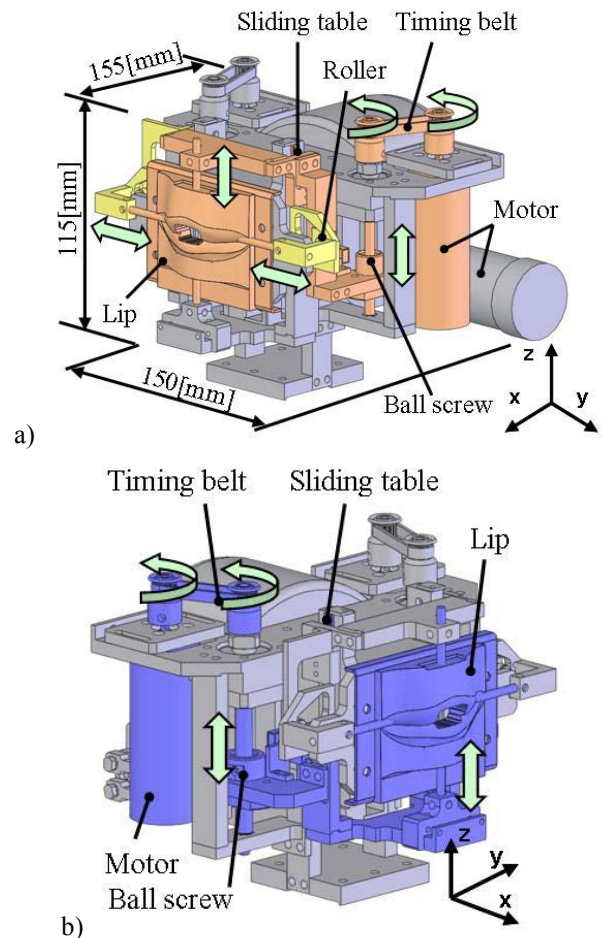 Sliding table
Timing belt
155[mm]
Roller
115[mm]
Motor
Lip
150[mm]
Ball screw
z
x
y
a)
Timing belt
Sliding table
Lip
Motor
Ball screw
z
y
x
b)